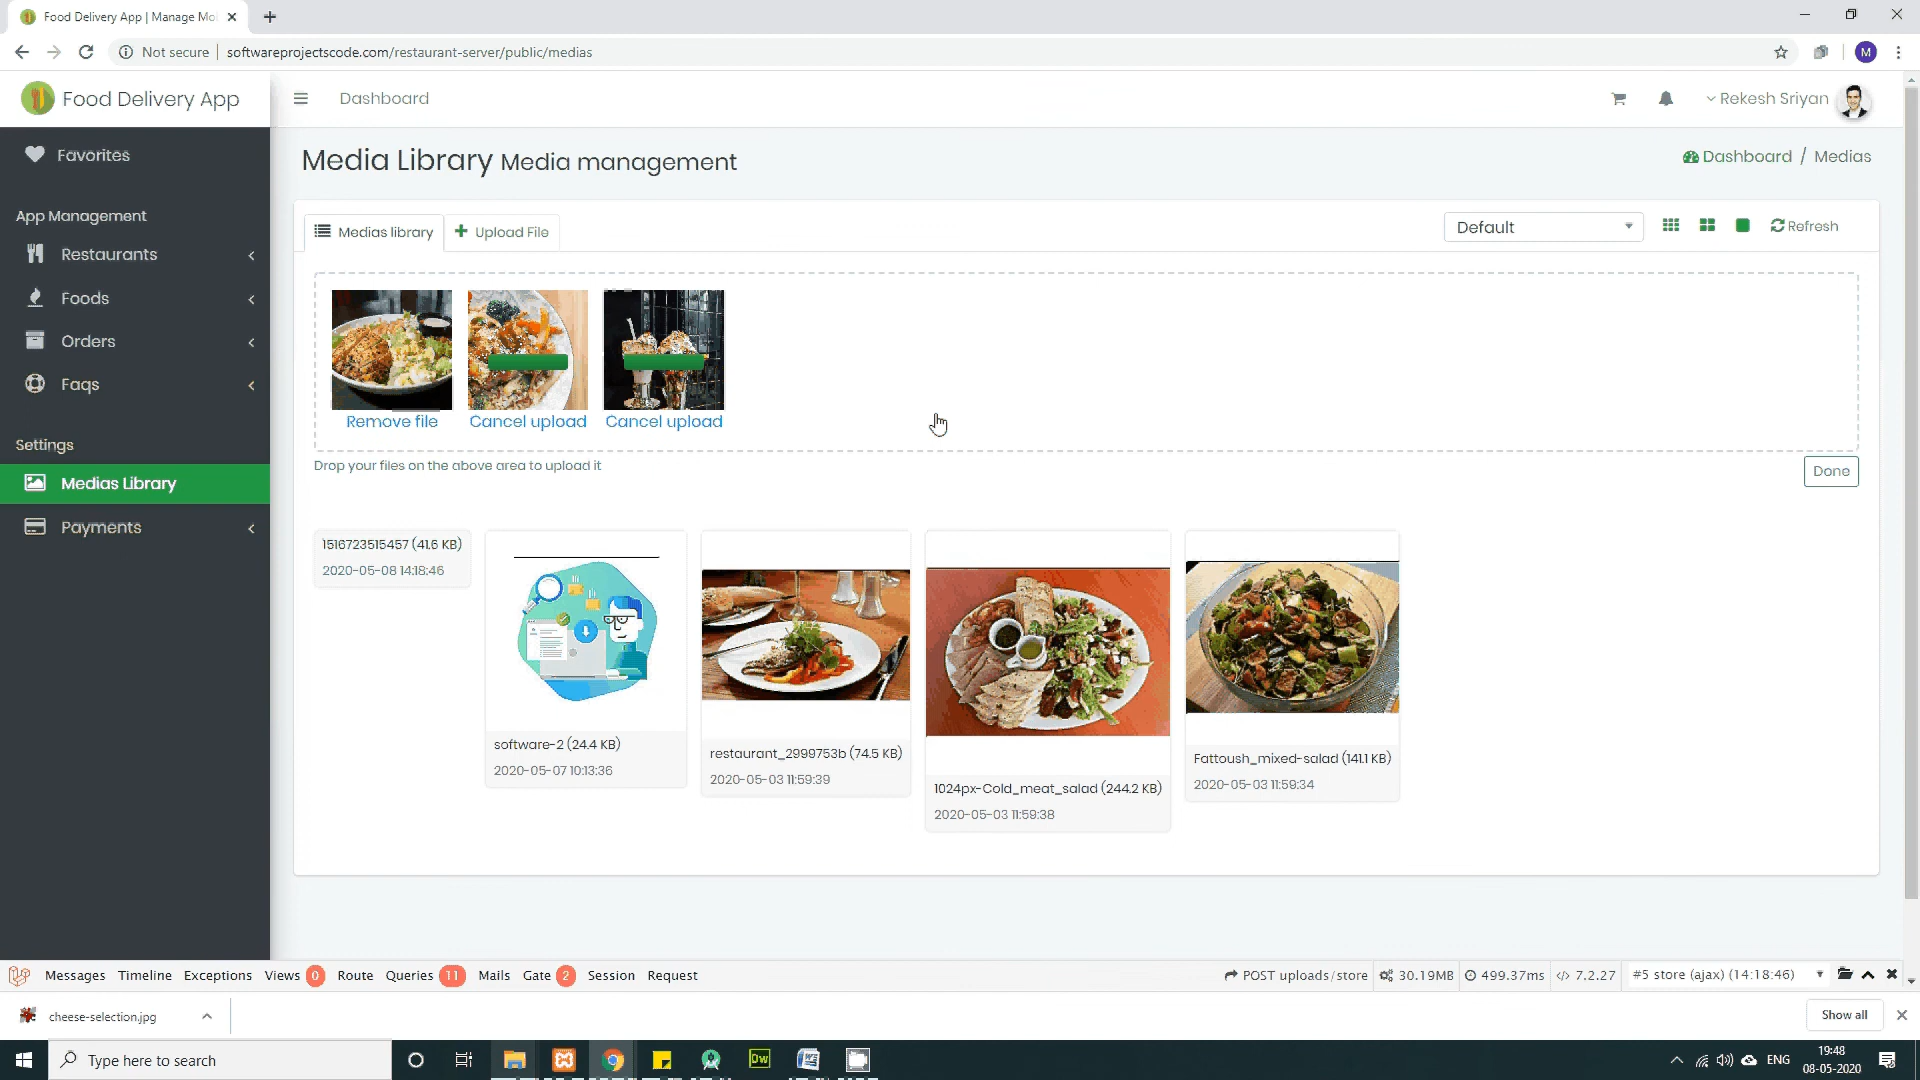 Food Delivery App | Manage Mo
Not secure
softwareprojectscode.com/restaurant-server/public/medias
M
Food Delivery App
Dashboard
Rekesh Sriyan
Favorites
Media Library Media management
Dashboard / Medias
App Management
Restaurants
Foods
Orders
Faqs
Settings
Medias Library
Payments
Medias library
Upload File
Default
Refresh
Remove file
Cancel upload
Cancel upload
Drop your files on the above area to upload it
Done
1516723515457 (41.6 KB)
2020-05-08 14:18:46
software-2 (24.4 KB)
2020-05-07 10:13:36
restaurant_2999753b (74.5 KB)
2020-05-03 11:59:39
1024px-Cold_meat_salad (244.2 KB)
2020-05-03 11:59:38
Fattoush_mixed-salad (141.1 KB)
2020-05-03 11:59:34
Messages Timeline Exceptions Views 0 Route Queries 11 Mails Gate 2 Session Request
POST uploads/store 30.19MB 499.37ms 7.2.27 #5 store (ajax) (14:18:46)
cheese-selection.jpg
Show all
Type here to search
Dw
ENG
19:48
08-05-2020